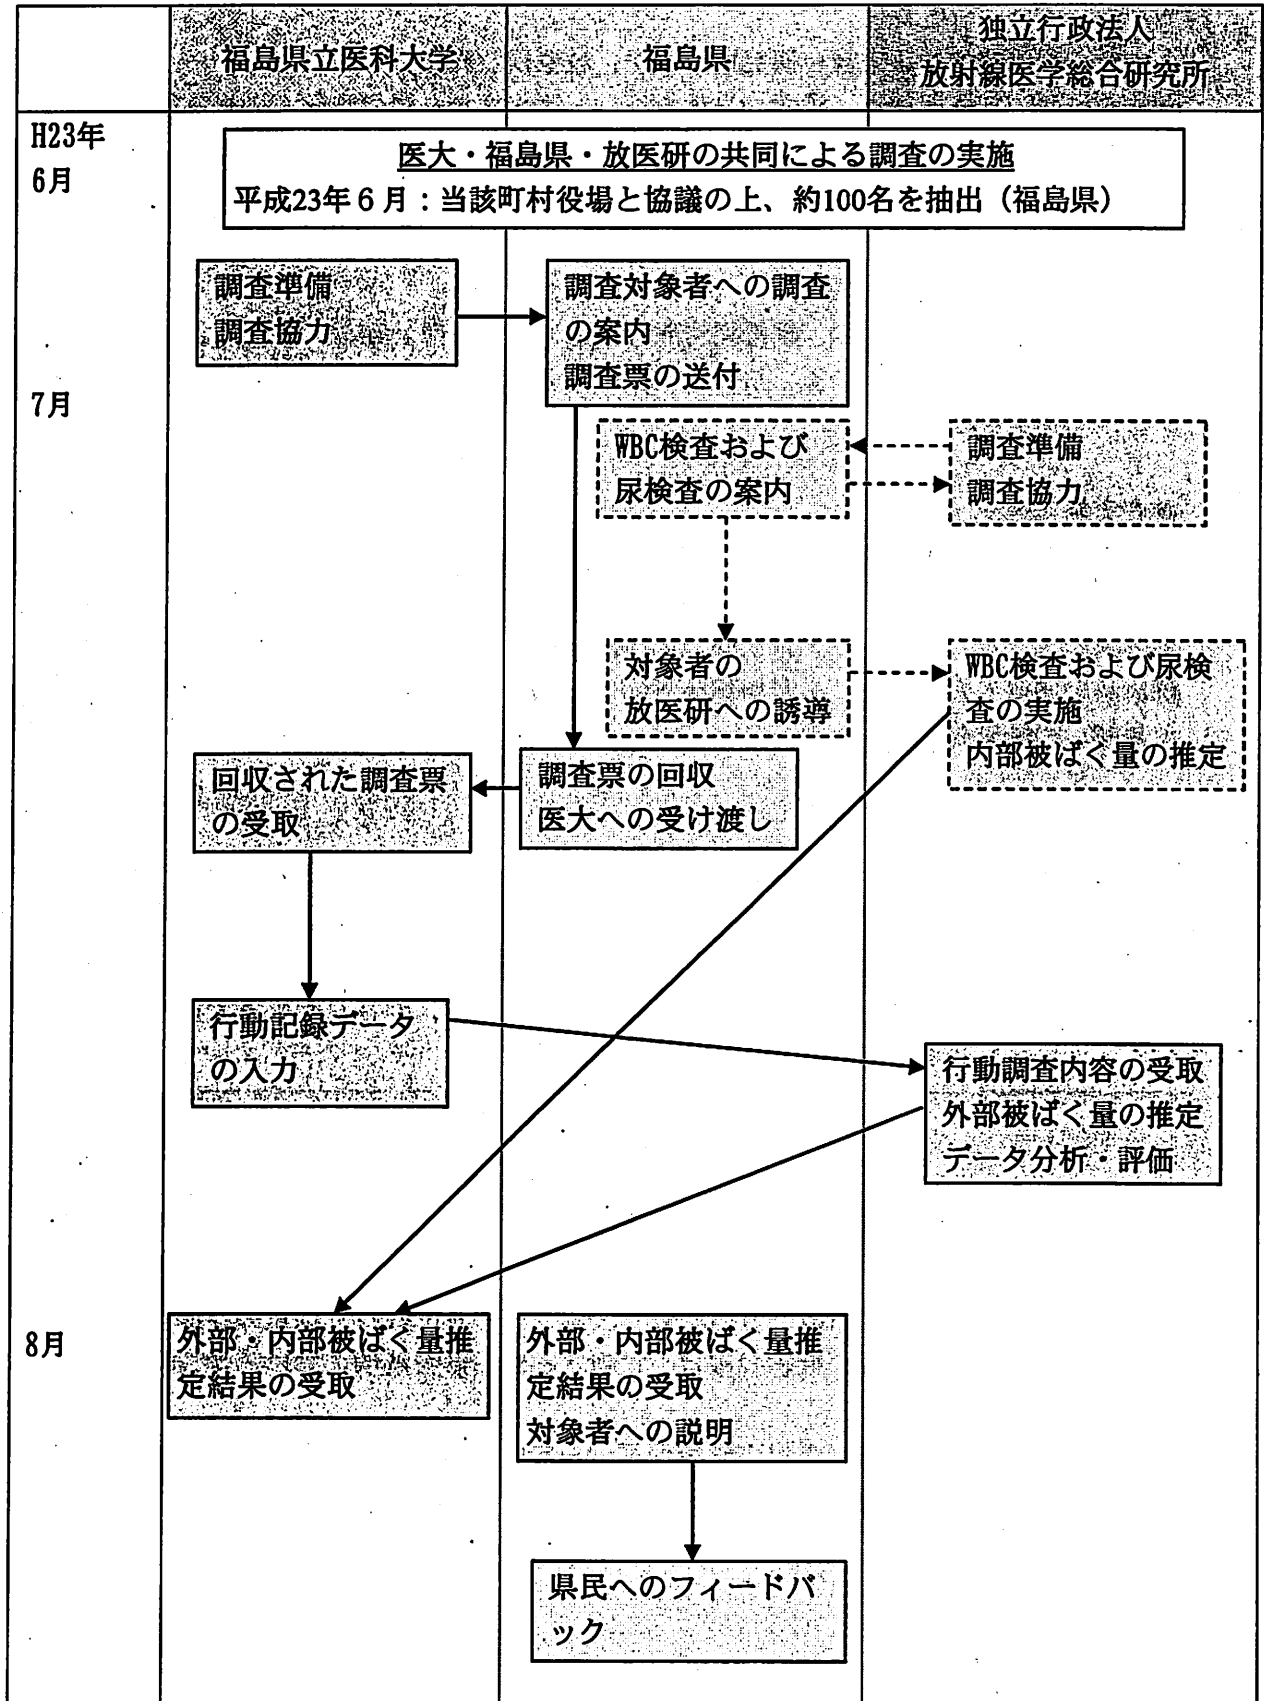 福島県立医科大学
福島県
独立行政法人
放射線医学総合研究所
H23年
6月
医大・福島県・放医研の共同による調査の実施
平成23年６月：当該町村役場と協議の上、約100名を抽出（福島県）
調査準備
調査協力
調査対象者への調査
の案内
調査票の送付
7月
WBC検査および
尿検査の案内
調査準備
調査協力
対象者の
放医研への誘導
WBC検査および尿検
査の実施
内部被ばく量の推定
回収された調査票
の受取
調査票の回収
医大への受け渡し
行動記録データ
の入力
行動調査内容の受取
外部被ばく量の推定
データ分析・評価
8月
外部・内部被ばく量推
定結果の受取
外部・内部被ばく量推
定結果の受取
対象者への説明
県民へのフィードバ
ック